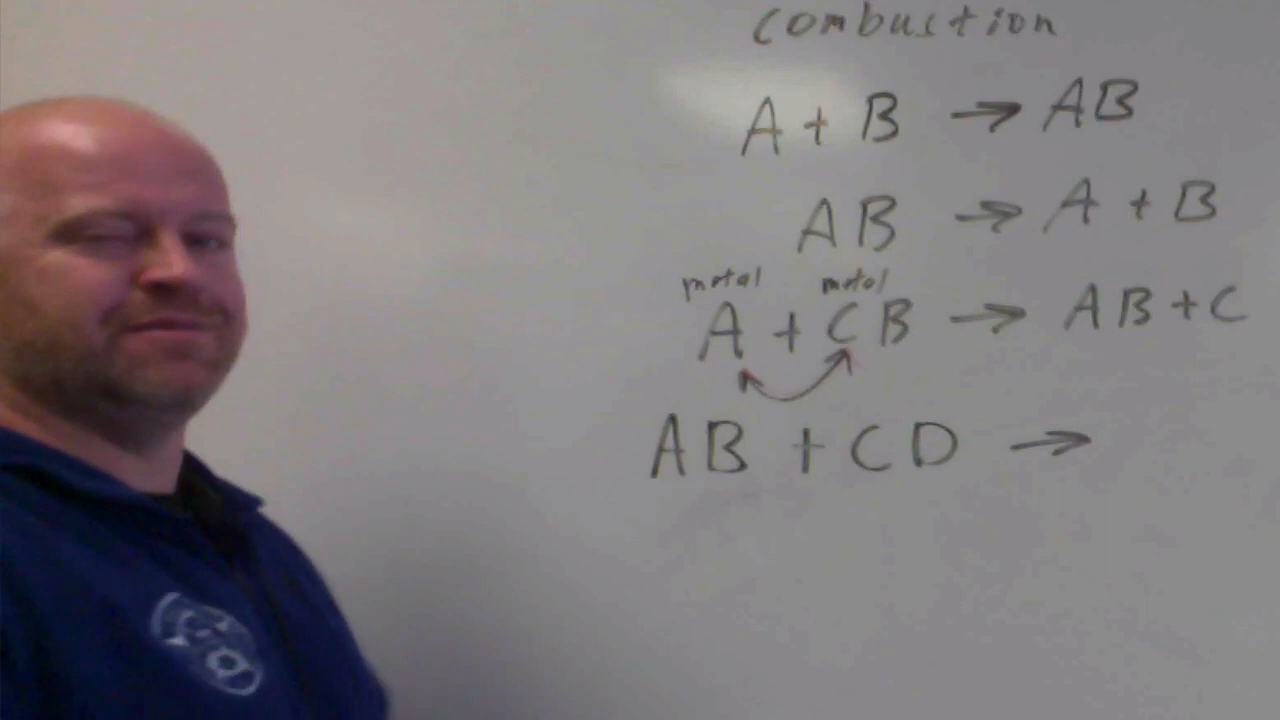 combustion
A + B → AB
AB → A + B
metal metal
A + CB → AB + C
AB + CD →